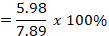 = 5.98/7.89 x 100%